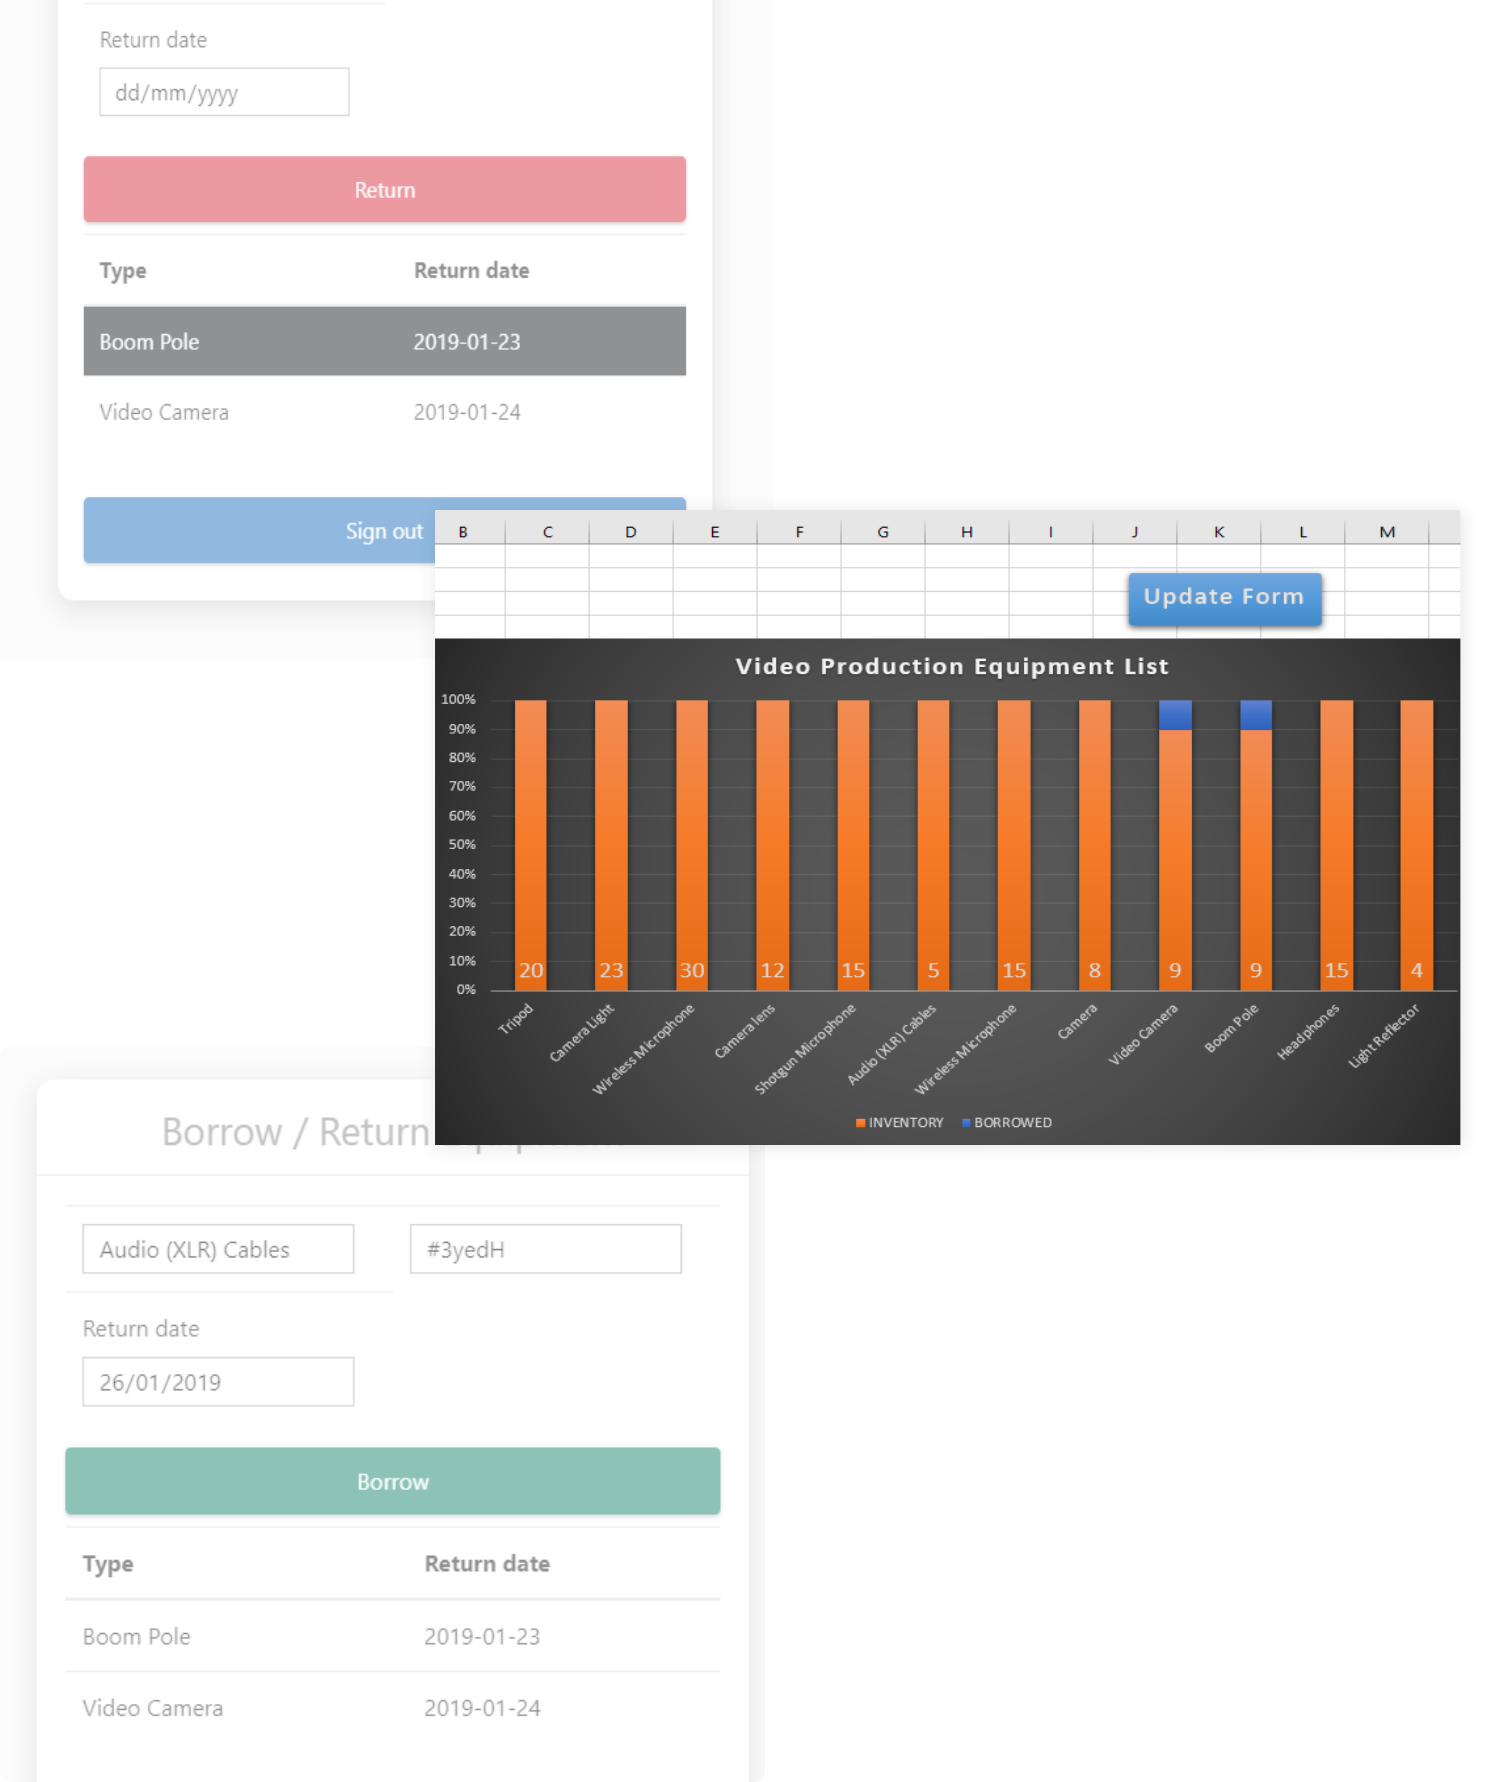 Return date
dd/mm/yyyy
Return
Type Return date
Boom Pole 2019-01-23
Video Camera 2019-01-24
Sign out
B C D E F G H I J K L M
Update Form
Video Production Equipment List
100%
90%
80%
70%
60%
50%
40%
30%
20%
10%
0%
20 23 30 12 15 5 15 8 9 9 15 4
Tripod
Camera Light
Wireless Microphone
Camera lens
Shotgun Microphone
Audio (XLR) Cables
Wireless Microphone
Camera
Video Camera
Boom Pole
Headphones
Light Reflector
INVENTORY BORROWED
Borrow / Return
Audio (XLR) Cables #3yedH
Return date
26/01/2019
Borrow
Type Return date
Boom Pole 2019-01-23
Video Camera 2019-01-24